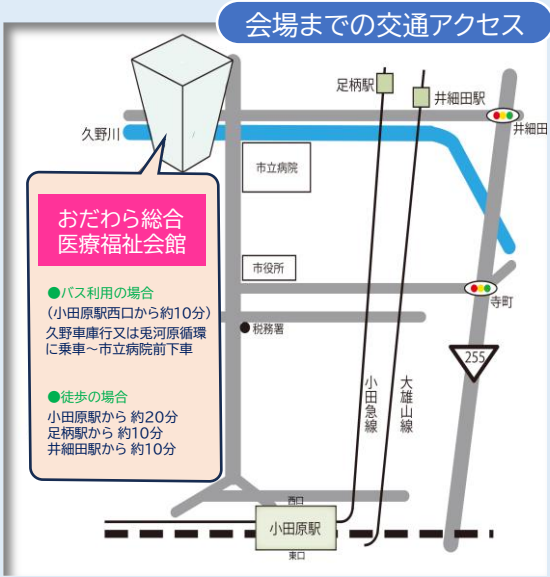 会場までの交通アクセス
足柄駅
井細田駅
井細田
久野川
市立病院
おだわら総合
医療福祉会館
●バス利用の場合
(小田原駅西口から約10分)
久野車庫行又は兎河原循環
に乗車～市立病院前下車
●徒歩の場合
小田原駅から 約20分
足柄駅から 約10分
井細田駅から 約10分
市役所
寺町
税務署
255
小田急線
大雄山線
西口
小田原駅
東口